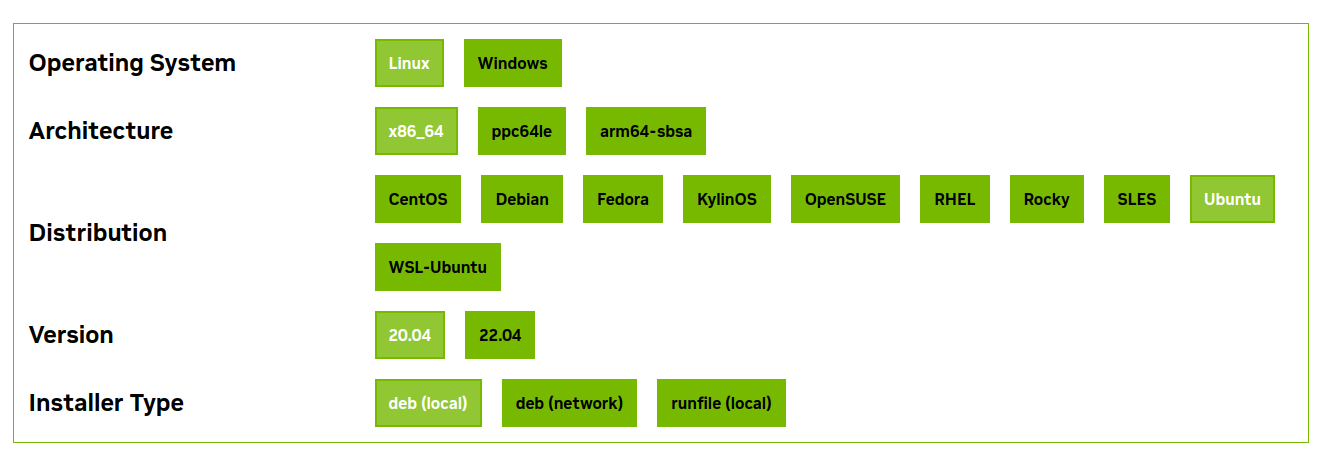 Operating System Linux Windows
Architecture x86_64 ppc64le arm64-sbsa
Distribution CentOS Debian Fedora KylinOS OpenSUSE RHEL Rocky SLES Ubuntu
WSL-Ubuntu
Version 20.04 22.04
Installer Type deb (local) deb (network) runfile (local)